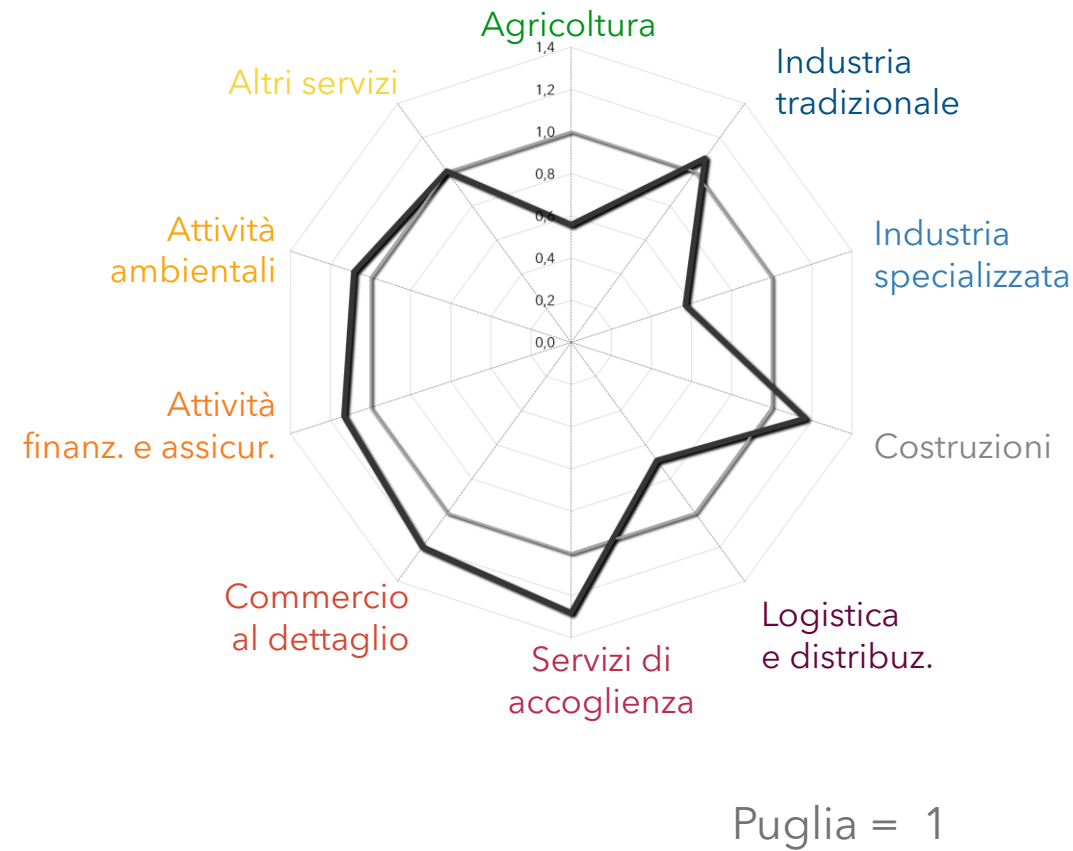 Agricoltura
1,4
1,2
1,0
0,8
0,6
0,4
0,2
0,0
Industria
tradizionale
Industria
specializzata
Costruzioni
Logistica
e distribuz.
Servizi di
accoglienza
Commercio
al dettaglio
Attività
finanz. e assicur.
Attività
ambientali
Altri servizi
Puglia = 1